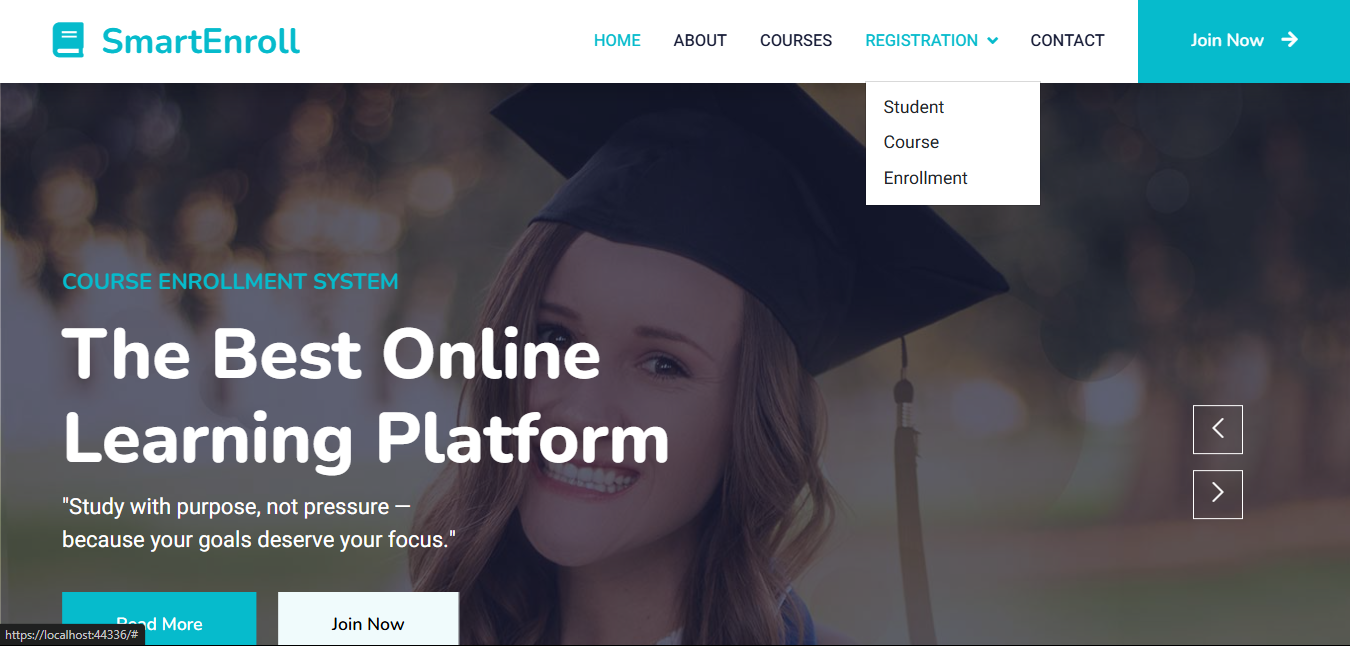 SmartEnroll
HOME ABOUT COURSES REGISTRATION CONTACT Join Now
Student
Course
Enrollment
COURSE ENROLLMENT SYSTEM
The Best Online
Learning Platform
"Study with purpose, not pressure —
because your goals deserve your focus."
Read More Join Now
https://localhost:44336/#